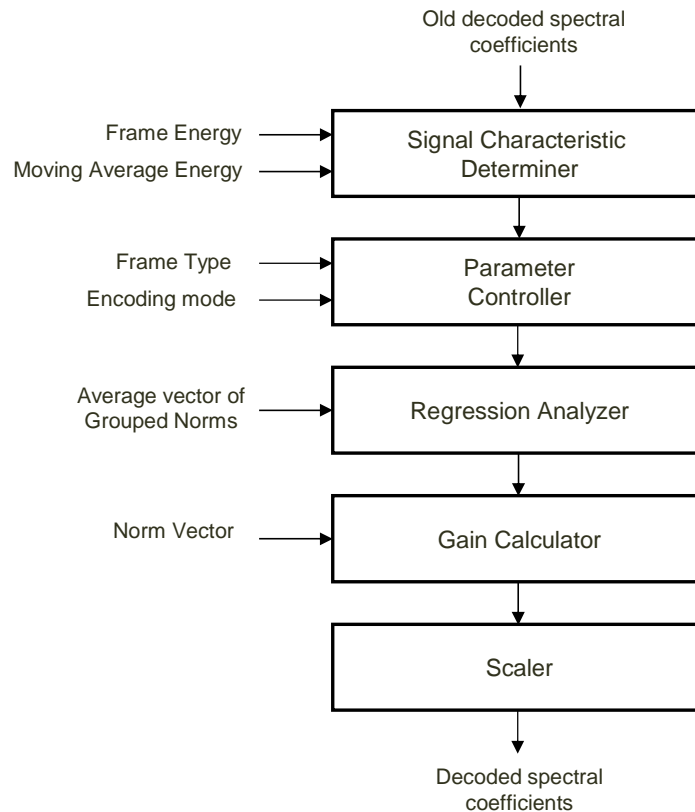 Old decoded spectral
coefficients
Frame Energy
Moving Average Energy
Signal Characteristic
Determiner
Frame Type
Encoding mode
Parameter
Controller
Average vector of
Grouped Norms
Regression Analyzer
Norm Vector
Gain Calculator
Scaler
Decoded spectral
coefficients